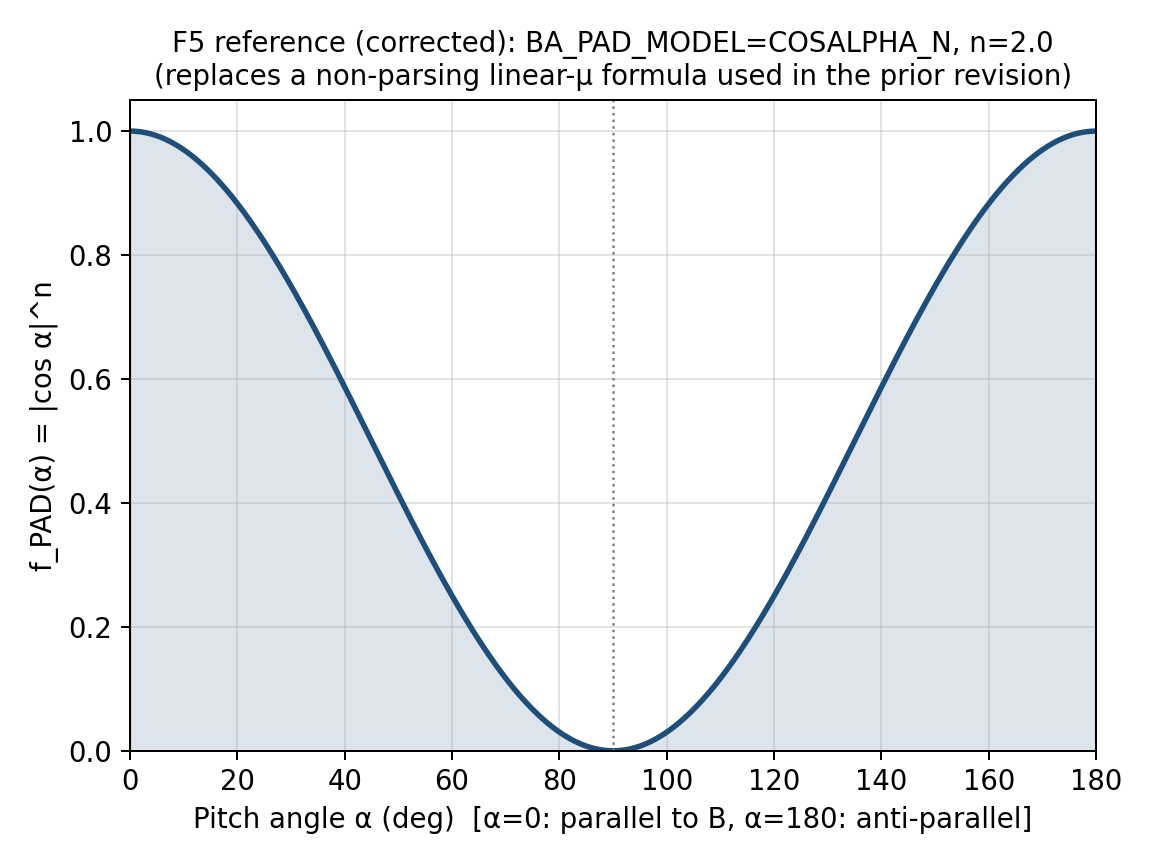 F5 reference (corrected): BA_PAD_MODEL=COSALPHA_N, n=2.0
(replaces a non-parsing linear-μ formula used in the prior revision)
f_PAD(α) = |cos α|^n
1.0
0.8
0.6
0.4
0.2
0.0
0 20 40 60 80 100 120 140 160 180
Pitch angle α (deg)  [α=0: parallel to B, α=180: anti-parallel]